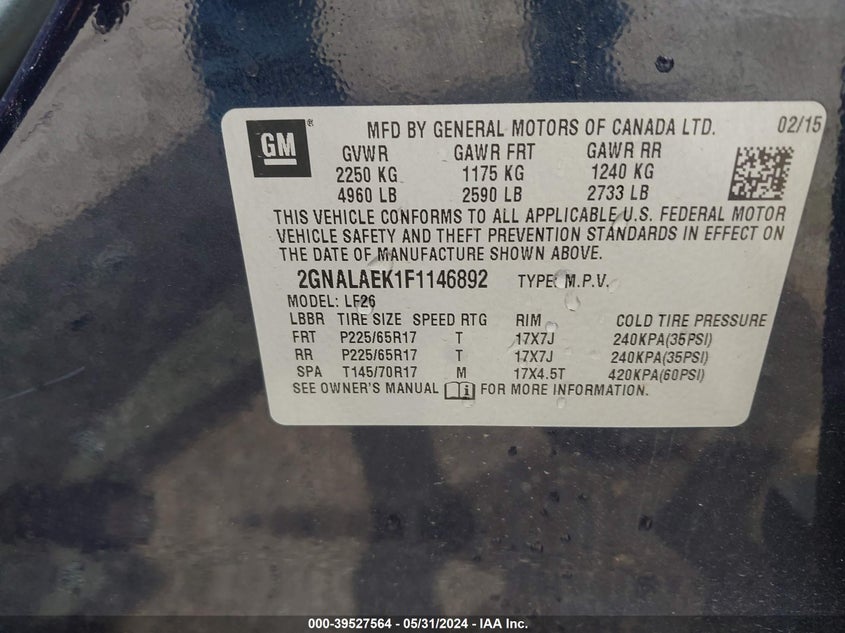 GM ® MFD BY GENERAL MOTORS OF CANADA LTD. 02/15
GVWR GAWR FRT GAWR RR
2250 KG 1175 KG 1240 KG
4960 LB 2590 LB 2733 LB
THIS VEHICLE CONFORMS TO ALL APPLICABLE U.S. FEDERAL MOTOR
VEHICLE SAFETY AND THEFT PREVENTION STANDARDS IN EFFECT ON
THE DATE OF MANUFACTURE SHOWN ABOVE.
2GNALAEK1F1146892 TYPE: M.P.V.
MODEL: LF26
LBBR TIRE SIZE SPEED RTG RIM COLD TIRE PRESSURE
FRT P225/65R17 T 17X7J 240KPA(35PSI)
RR P225/65R17 T 17X7J 240KPA(35PSI)
SPA T145/70R17 M 17X4.5T 420KPA(60PSI)
SEE OWNER'S MANUAL FOR MORE INFORMATION.
000-39527564 - 05/31/2024 - IAA Inc.